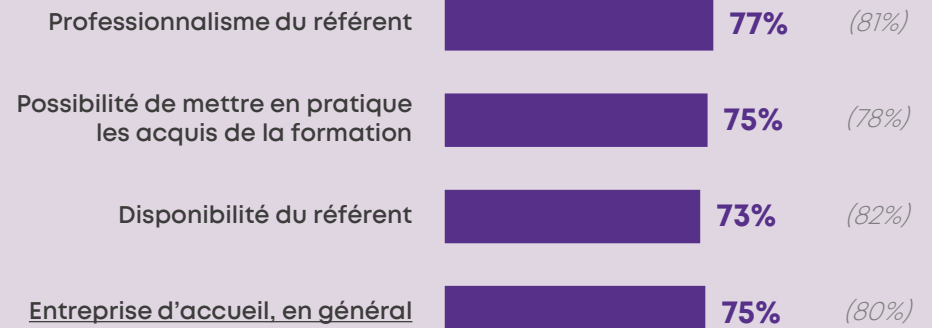 Professionnalisme du référent 77% (81%)
Possibilité de mettre en pratique
les acquis de la formation 75% (78%)
Disponibilité du référent 73% (82%)
Entreprise d’accueil, en général 75% (80%)